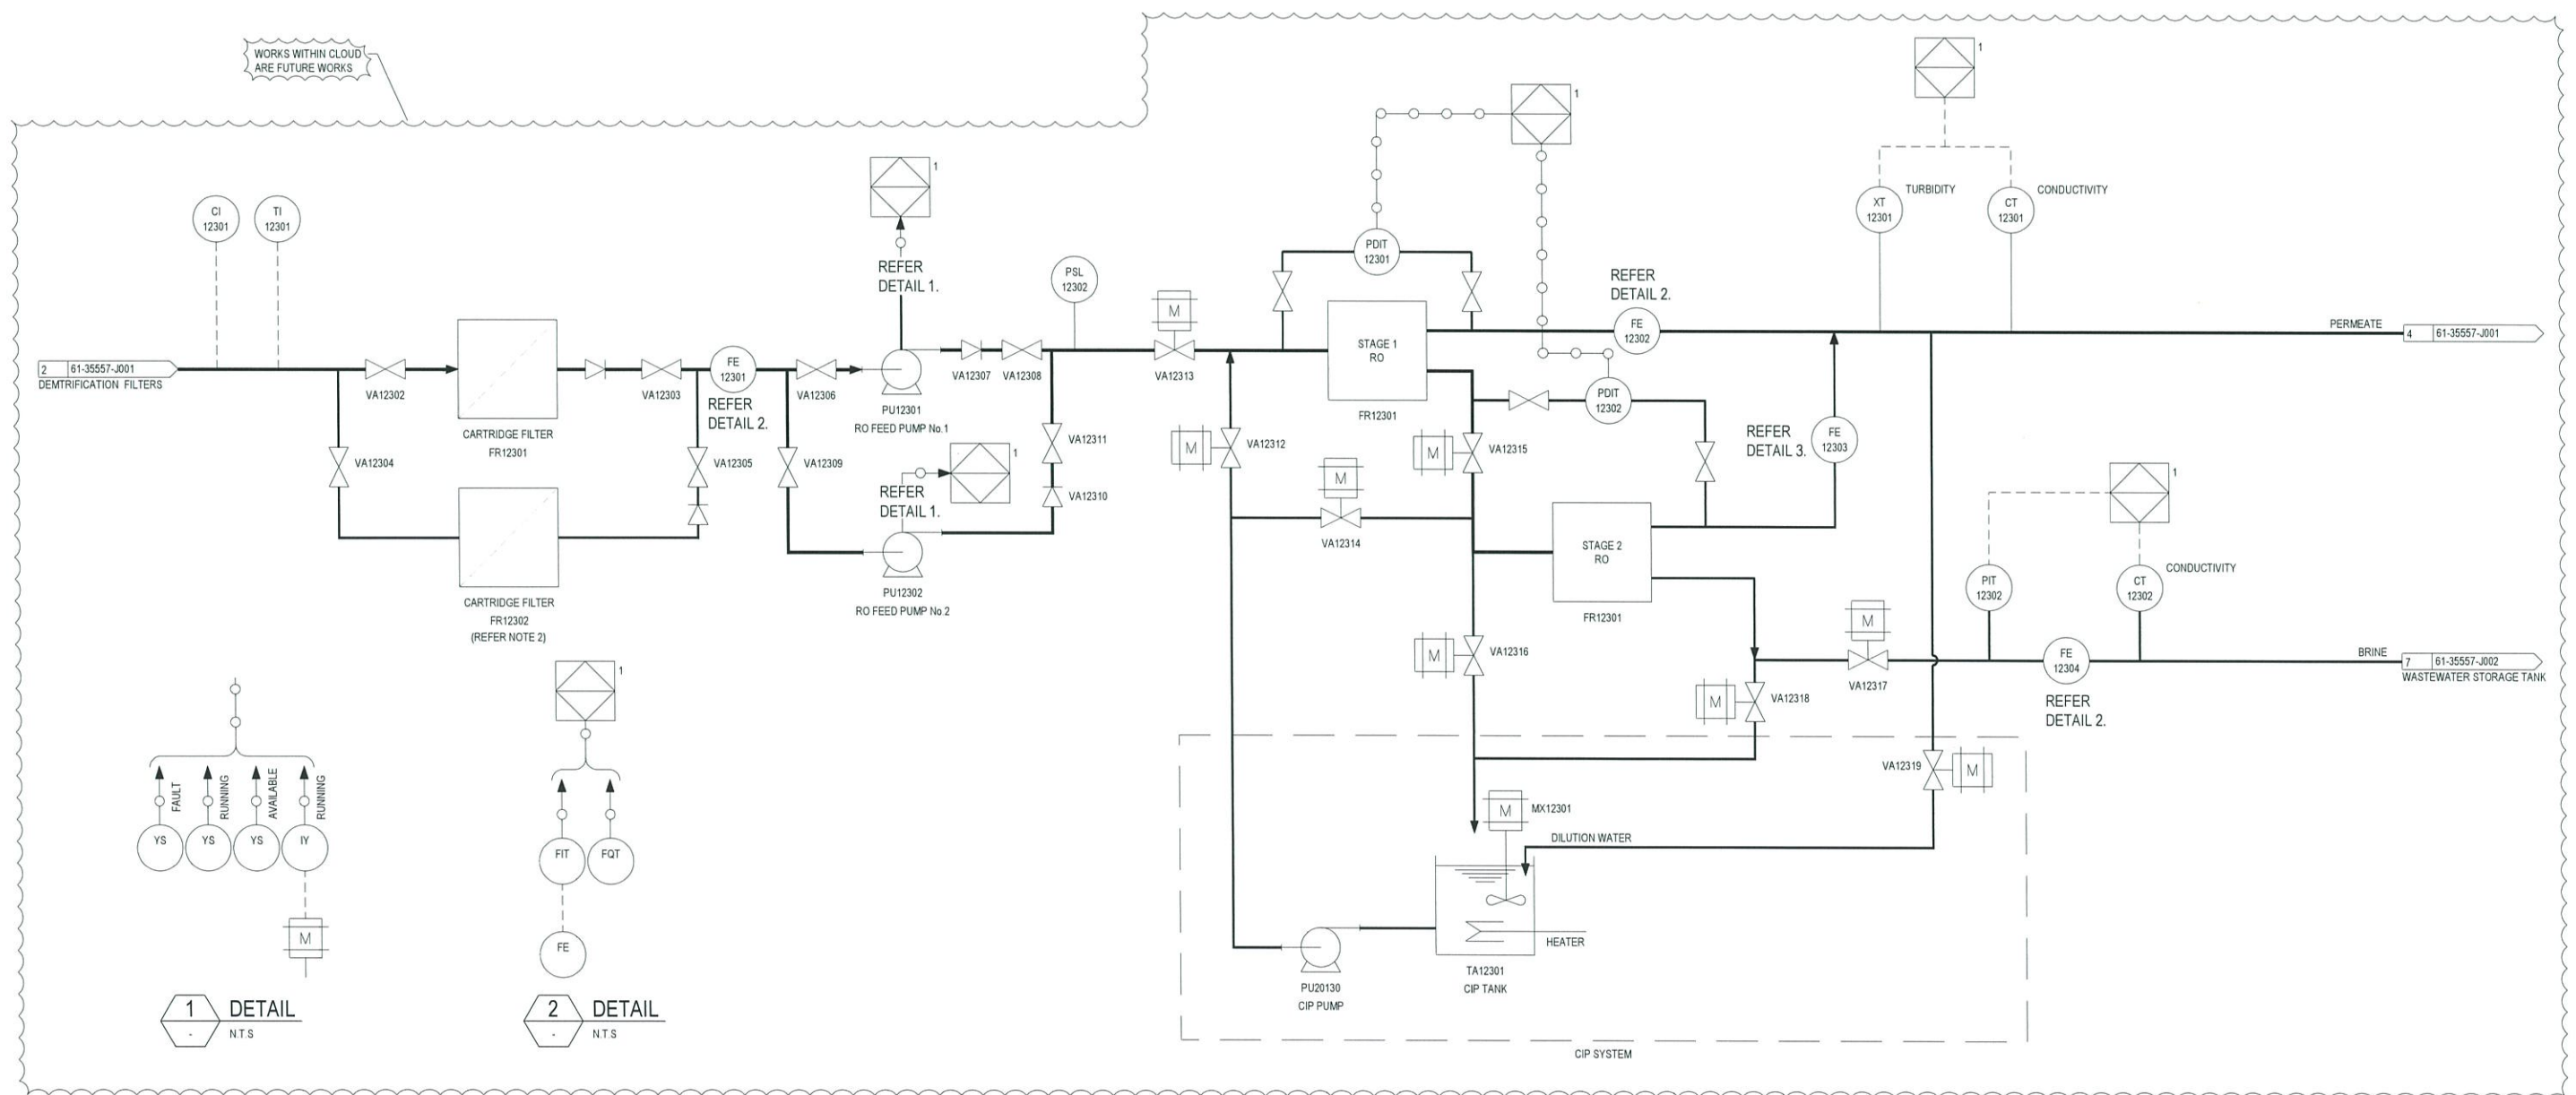 WORKS WITHIN CLOUD
ARE FUTURE WORKS
1
1
1
CI
12301
TI
12301
XT
12301
TURBIDITY
CT
12301
CONDUCTIVITY
REFER
DETAIL 1.
PSL
12302
PDIT
12301
REFER
DETAIL 2.
M
FE
12302
PERMEATE
4
61-35557-J001
2
61-35557-J001
DEMTRIFICATION FILTERS
VA12302
VA12303
FE
12301
REFER
DETAIL 2.
VA12306
PU12301
RO FEED PUMP No.1
VA12307
VA12308
VA12313
STAGE 1
RO
FR12301
PDIT
12302
CARTRIDGE FILTER
FR12301
VA12304
VA12305
VA12309
1
REFER
DETAIL 1.
VA12311
VA12310
M
VA12312
M
VA12314
M
VA12315
REFER
DETAIL 3.
FE
12303
1
STAGE 2
RO
FR12301
PU12302
RO FEED PUMP No.2
CARTRIDGE FILTER
FR12302
(REFER NOTE 2)
PIT
12302
CT
12302
CONDUCTIVITY
M
VA12316
M
VA12317
FE
12304
REFER
DETAIL 2.
BRINE
7
61-35557-J002
WASTEWATER STORAGE TANK
M
VA12318
VA12319
M
1
FAULT
RUNNING
AVAILABLE
RUNNING
YS
YS
YS
IY
M
FIT
FQT
FE
M
MX12301
DILUTION WATER
HEATER
TA12301
CIP TANK
PU20130
CIP PUMP
CIP SYSTEM
1
-
DETAIL
N.T.S
2
-
DETAIL
N.T.S